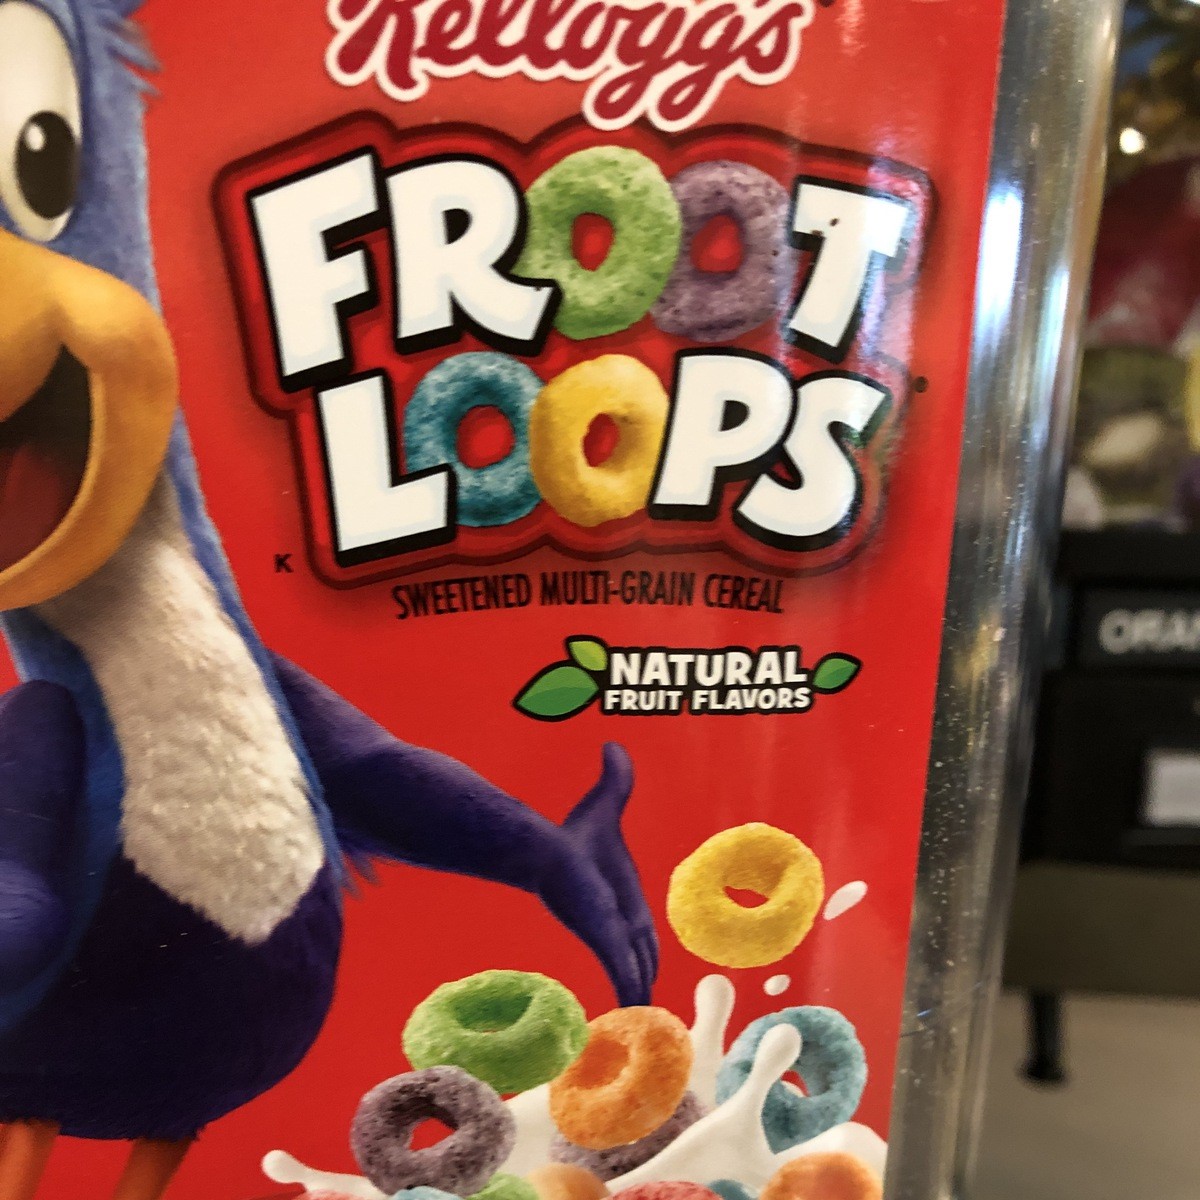 Kellogg's
FROOT
LOOPS
K
SWEETENED MULTI-GRAIN CEREAL
NATURAL
FRUIT FLAVORS